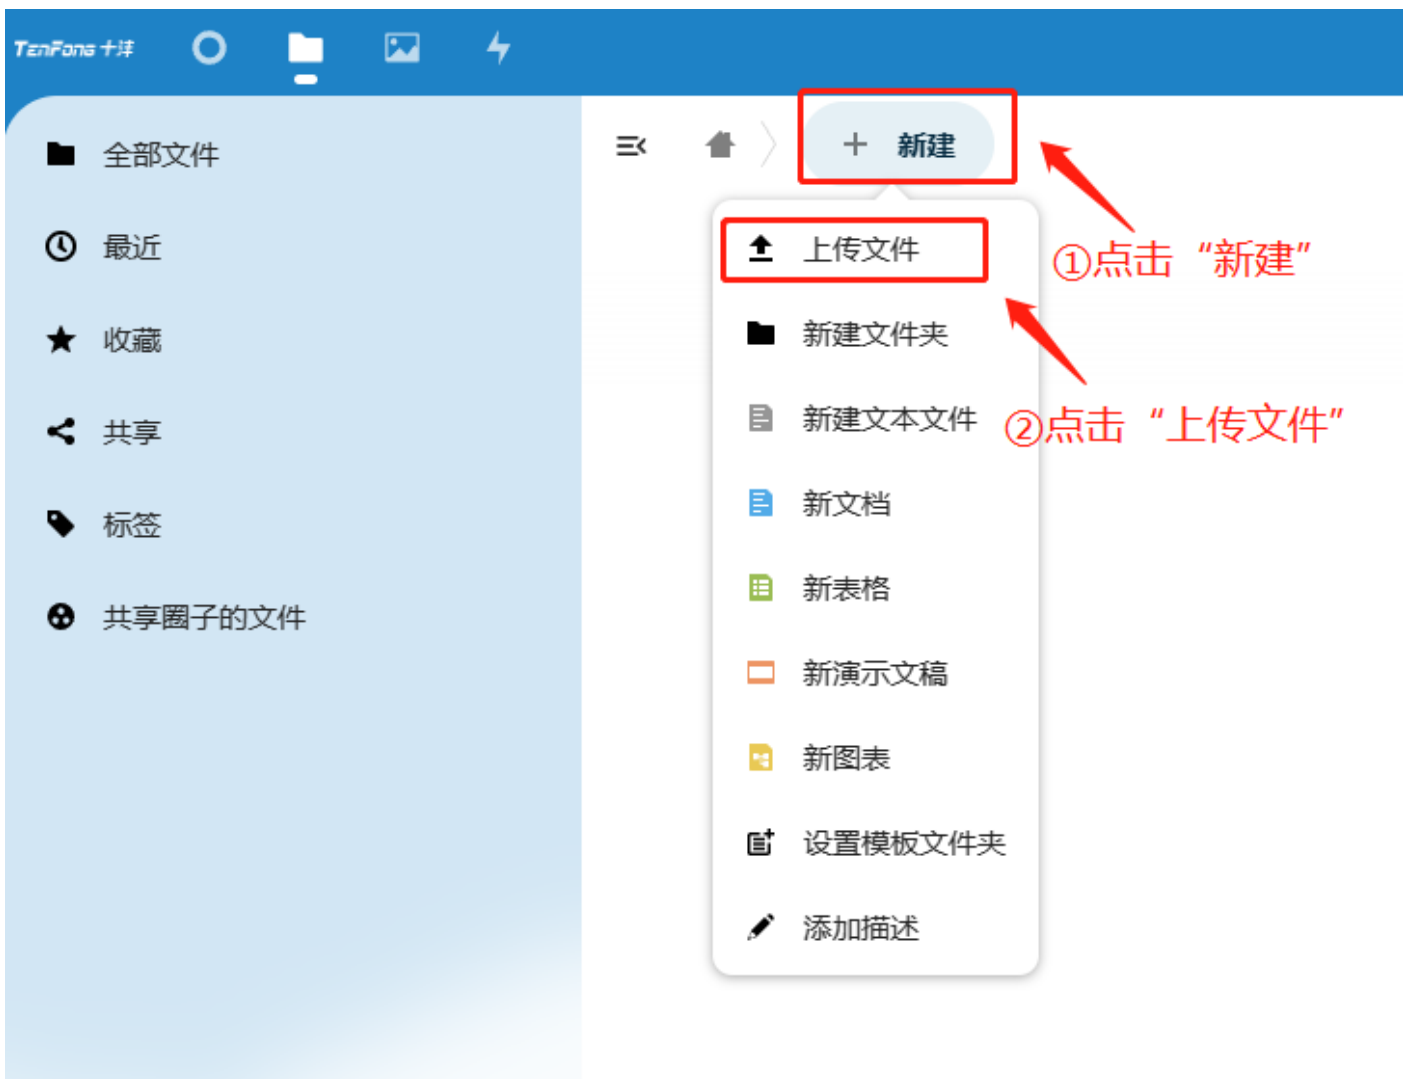 TenFong 十沣
全部文件
最近
收藏
共享
标签
共享圈子的文件
新建
上传文件
新建文件夹
新建文本文件
新文档
新表格
新演示文稿
新图表
设置模板文件夹
添加描述
①点击“新建”
②点击“上传文件”